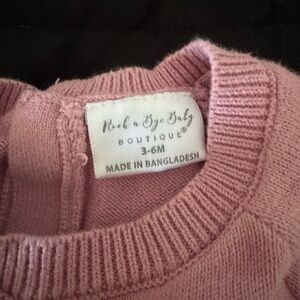 Rock a Bye Baby
BOUTIQUE®
3-6M
MADE IN BANGLADESH